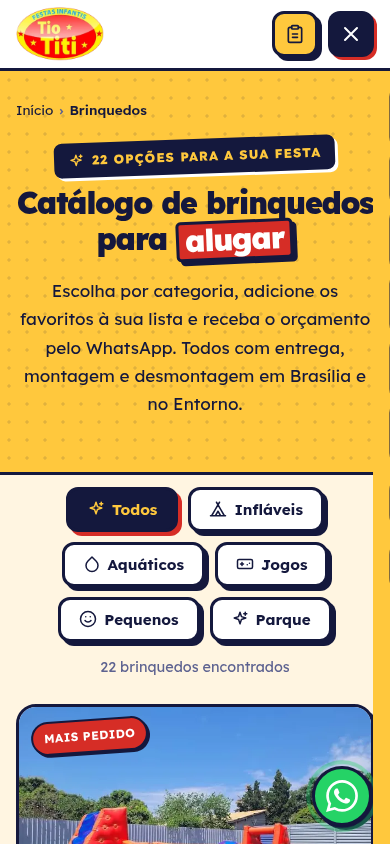 FESTAS INFANTIS
Tio
Titi
Início › Brinquedos
22 OPÇÕES PARA A SUA FESTA
Catálogo de brinquedos
para alugar
Escolha por categoria, adicione os
favoritos à sua lista e receba o orçamento
pelo WhatsApp. Todos com entrega,
montagem e desmontagem em Brasília e
no Entorno.
Todos
Infláveis
Aquáticos
Jogos
Pequenos
Parque
22 brinquedos encontrados
MAIS PEDIDO